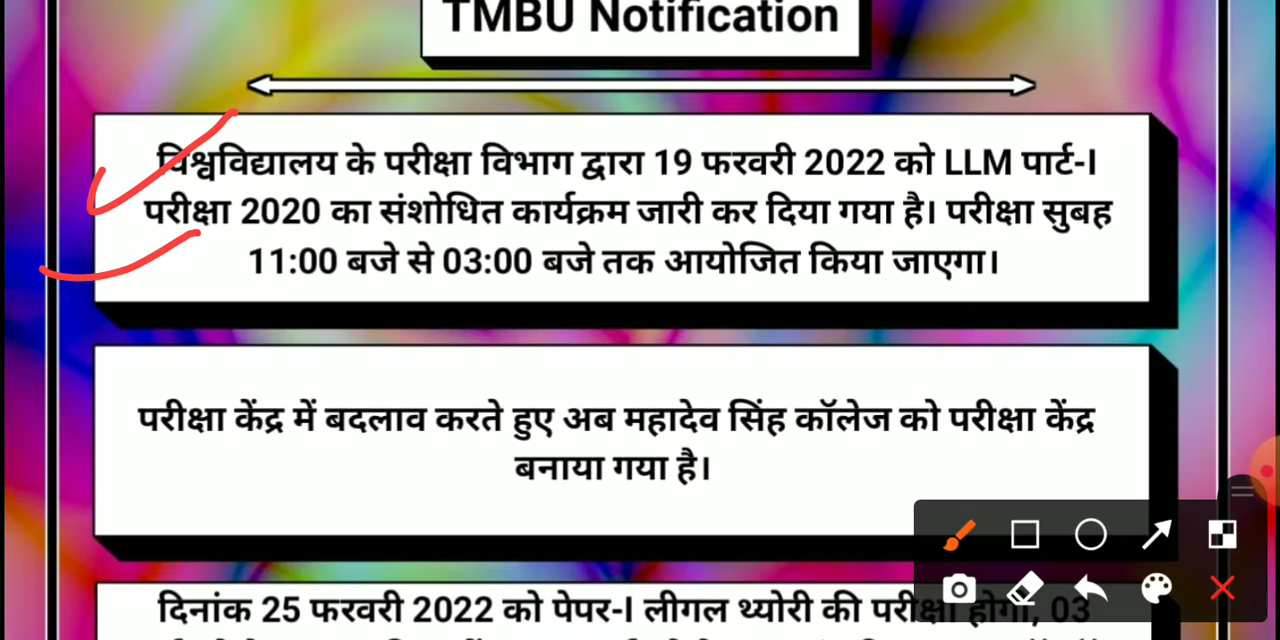 TMBU Notification
विश्वविद्यालय के परीक्षा विभाग द्वारा 19 फरवरी 2022 को LLM पार्ट-I
परीक्षा 2020 का संशोधित कार्यक्रम जारी कर दिया गया है। परीक्षा सुबह
11:00 बजे से 03:00 बजे तक आयोजित किया जाएगा।
परीक्षा केंद्र में बदलाव करते हुए अब महादेव सिंह कॉलेज को परीक्षा केंद्र
बनाया गया है।
दिनांक 25 फरवरी 2022 को पेपर-I लीगल थ्योरी की परीक्षा होगी, 03